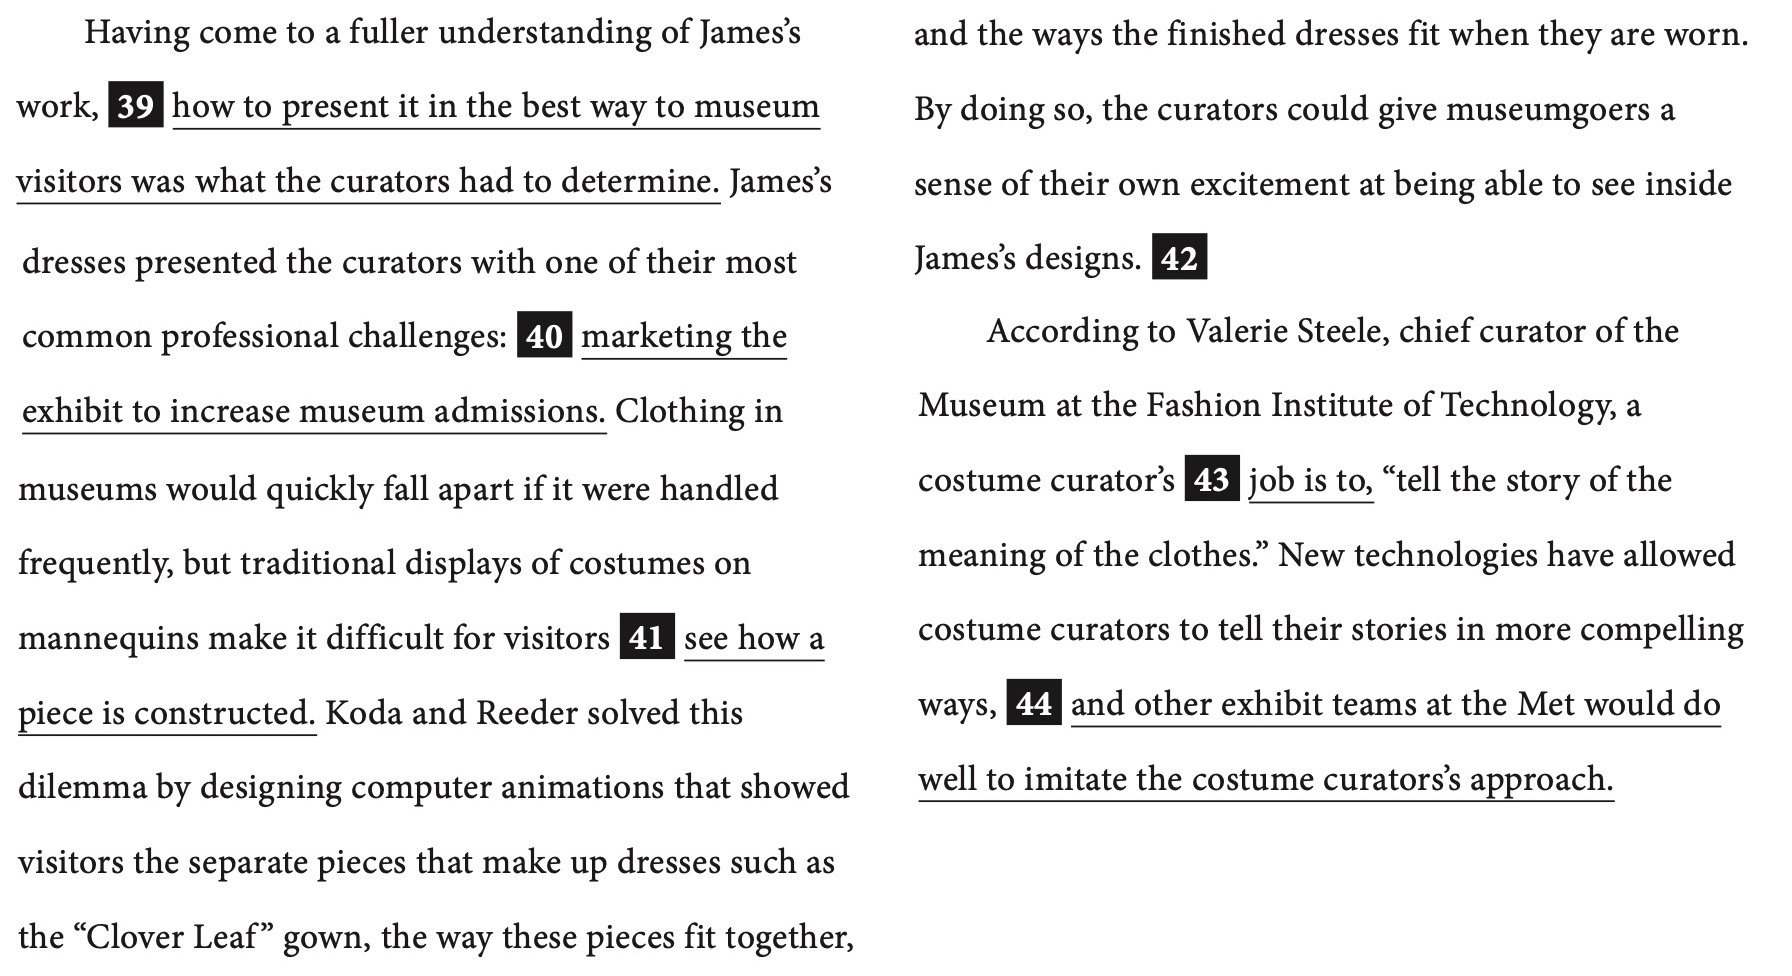 Having come to a fuller understanding of James’s
work, 39 how to present it in the best way to museum
visitors was what the curators had to determine. James’s
dresses presented the curators with one of their most
common professional challenges: 40 marketing the
exhibit to increase museum admissions. Clothing in
museums would quickly fall apart if it were handled
frequently, but traditional displays of costumes on
mannequins make it difficult for visitors 41 see how a
piece is constructed. Koda and Reeder solved this
dilemma by designing computer animations that showed
visitors the separate pieces that make up dresses such as
the “Clover Leaf” gown, the way these pieces fit together,
and the ways the finished dresses fit when they are worn.
By doing so, the curators could give museumgoers a
sense of their own excitement at being able to see inside
James’s designs. 42
According to Valerie Steele, chief curator of the
Museum at the Fashion Institute of Technology, a
costume curator’s 43 job is to, “tell the story of the
meaning of the clothes.” New technologies have allowed
costume curators to tell their stories in more compelling
ways, 44 and other exhibit teams at the Met would do
well to imitate the costume curators’s approach.